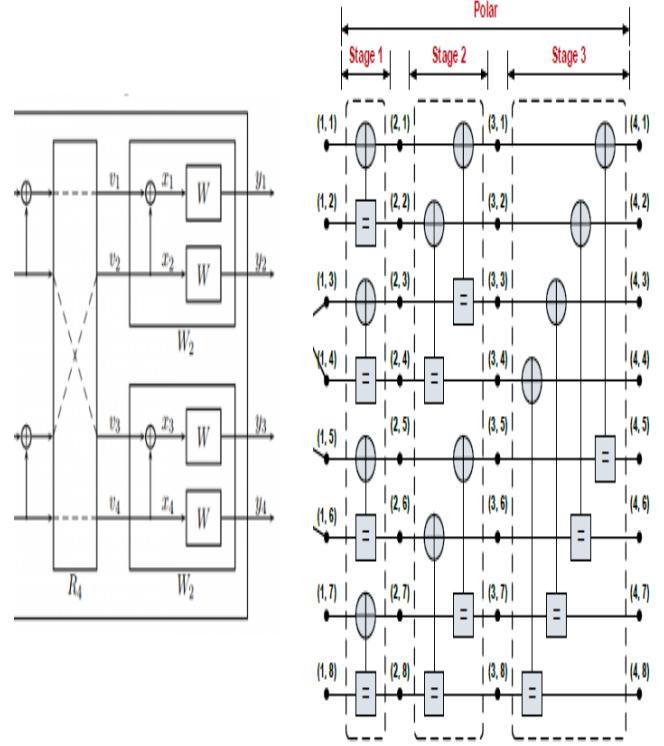 Polar
Stage 1 Stage 2 Stage 3
(1, 1) (2, 1) (3, 1) (4, 1)
(1, 2) (2, 2) (3, 2) (4, 2)
(1, 3) (2, 3) (3, 3) (4, 3)
(1, 4) (2, 4) (3, 4) (4, 4)
(1, 5) (2, 5) (3, 5) (4, 5)
(1, 6) (2, 6) (3, 6) (4, 6)
(1, 7) (2, 7) (3, 7) (4, 7)
(1, 8) (2, 8) (3, 8) (4, 8)
=
=
=
=
=
=
=
=
=
=
=
=
v₁ x₁ W y₁
v₂ x₂ W y₂
W₂
v₃ x₃ W y₃
v₄ x₄ W y₄
R₄ W₂